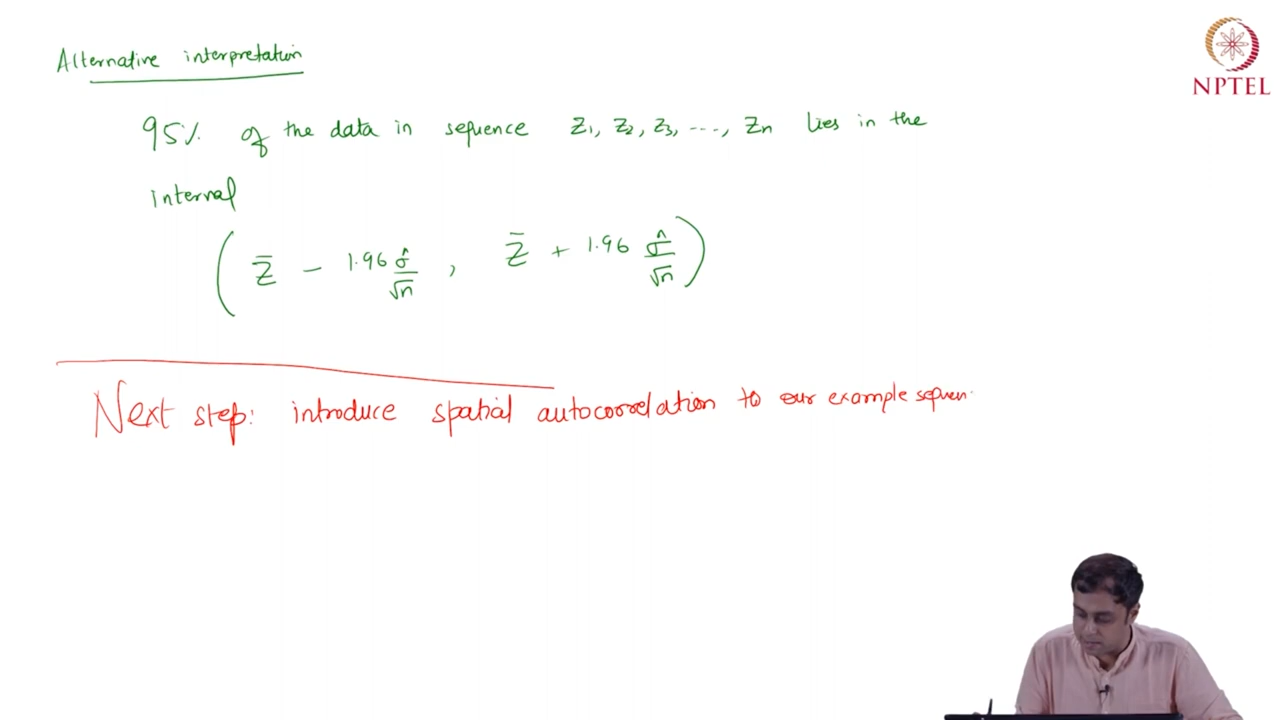 Alternative interpretation
NPTEL
95% of the data in sequence Z1, Z2, Z3, ..., Zn lies in the
interval
( Z̄ - 1.96 σ̂/√n , Z̄ + 1.96 σ̂/√n )
Next step: introduce spatial autocorrelation to our example sequen